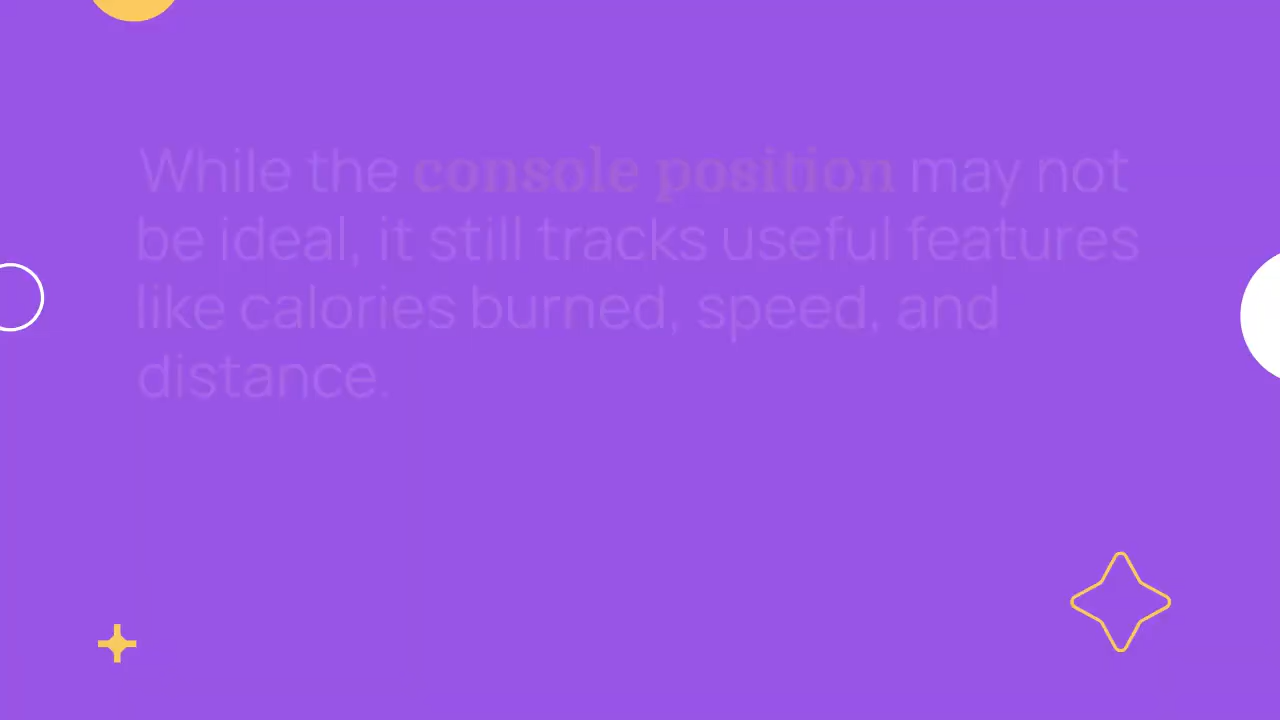 While the console position may not
be ideal, it still tracks useful features
like calories burned, speed, and
distance.